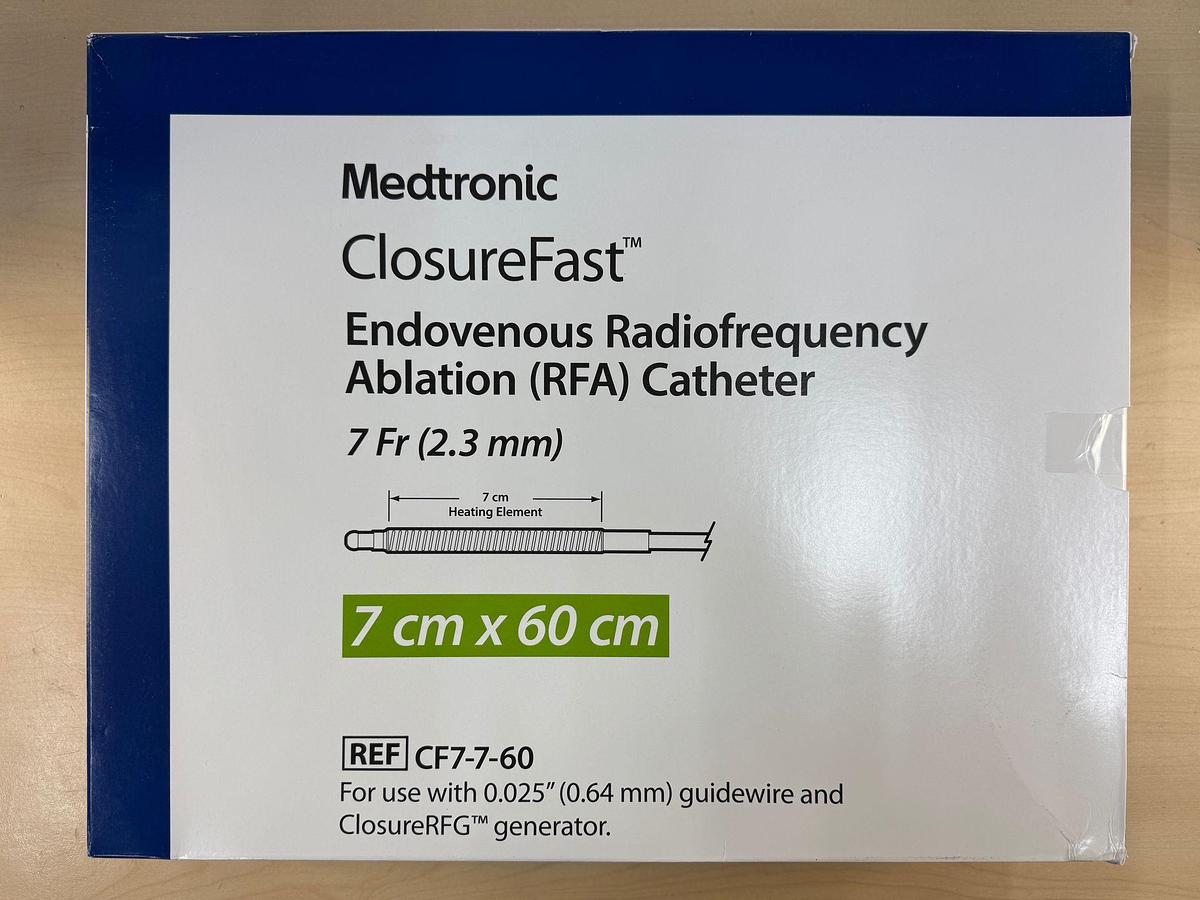 Medtronic
ClosureFast™
Endovenous Radiofrequency
Ablation (RFA) Catheter
7 Fr (2.3 mm)
7 cm
Heating Element
7 cm x 60 cm
REF CF7-7-60
For use with 0.025” (0.64 mm) guidewire and
ClosureRFG™ generator.